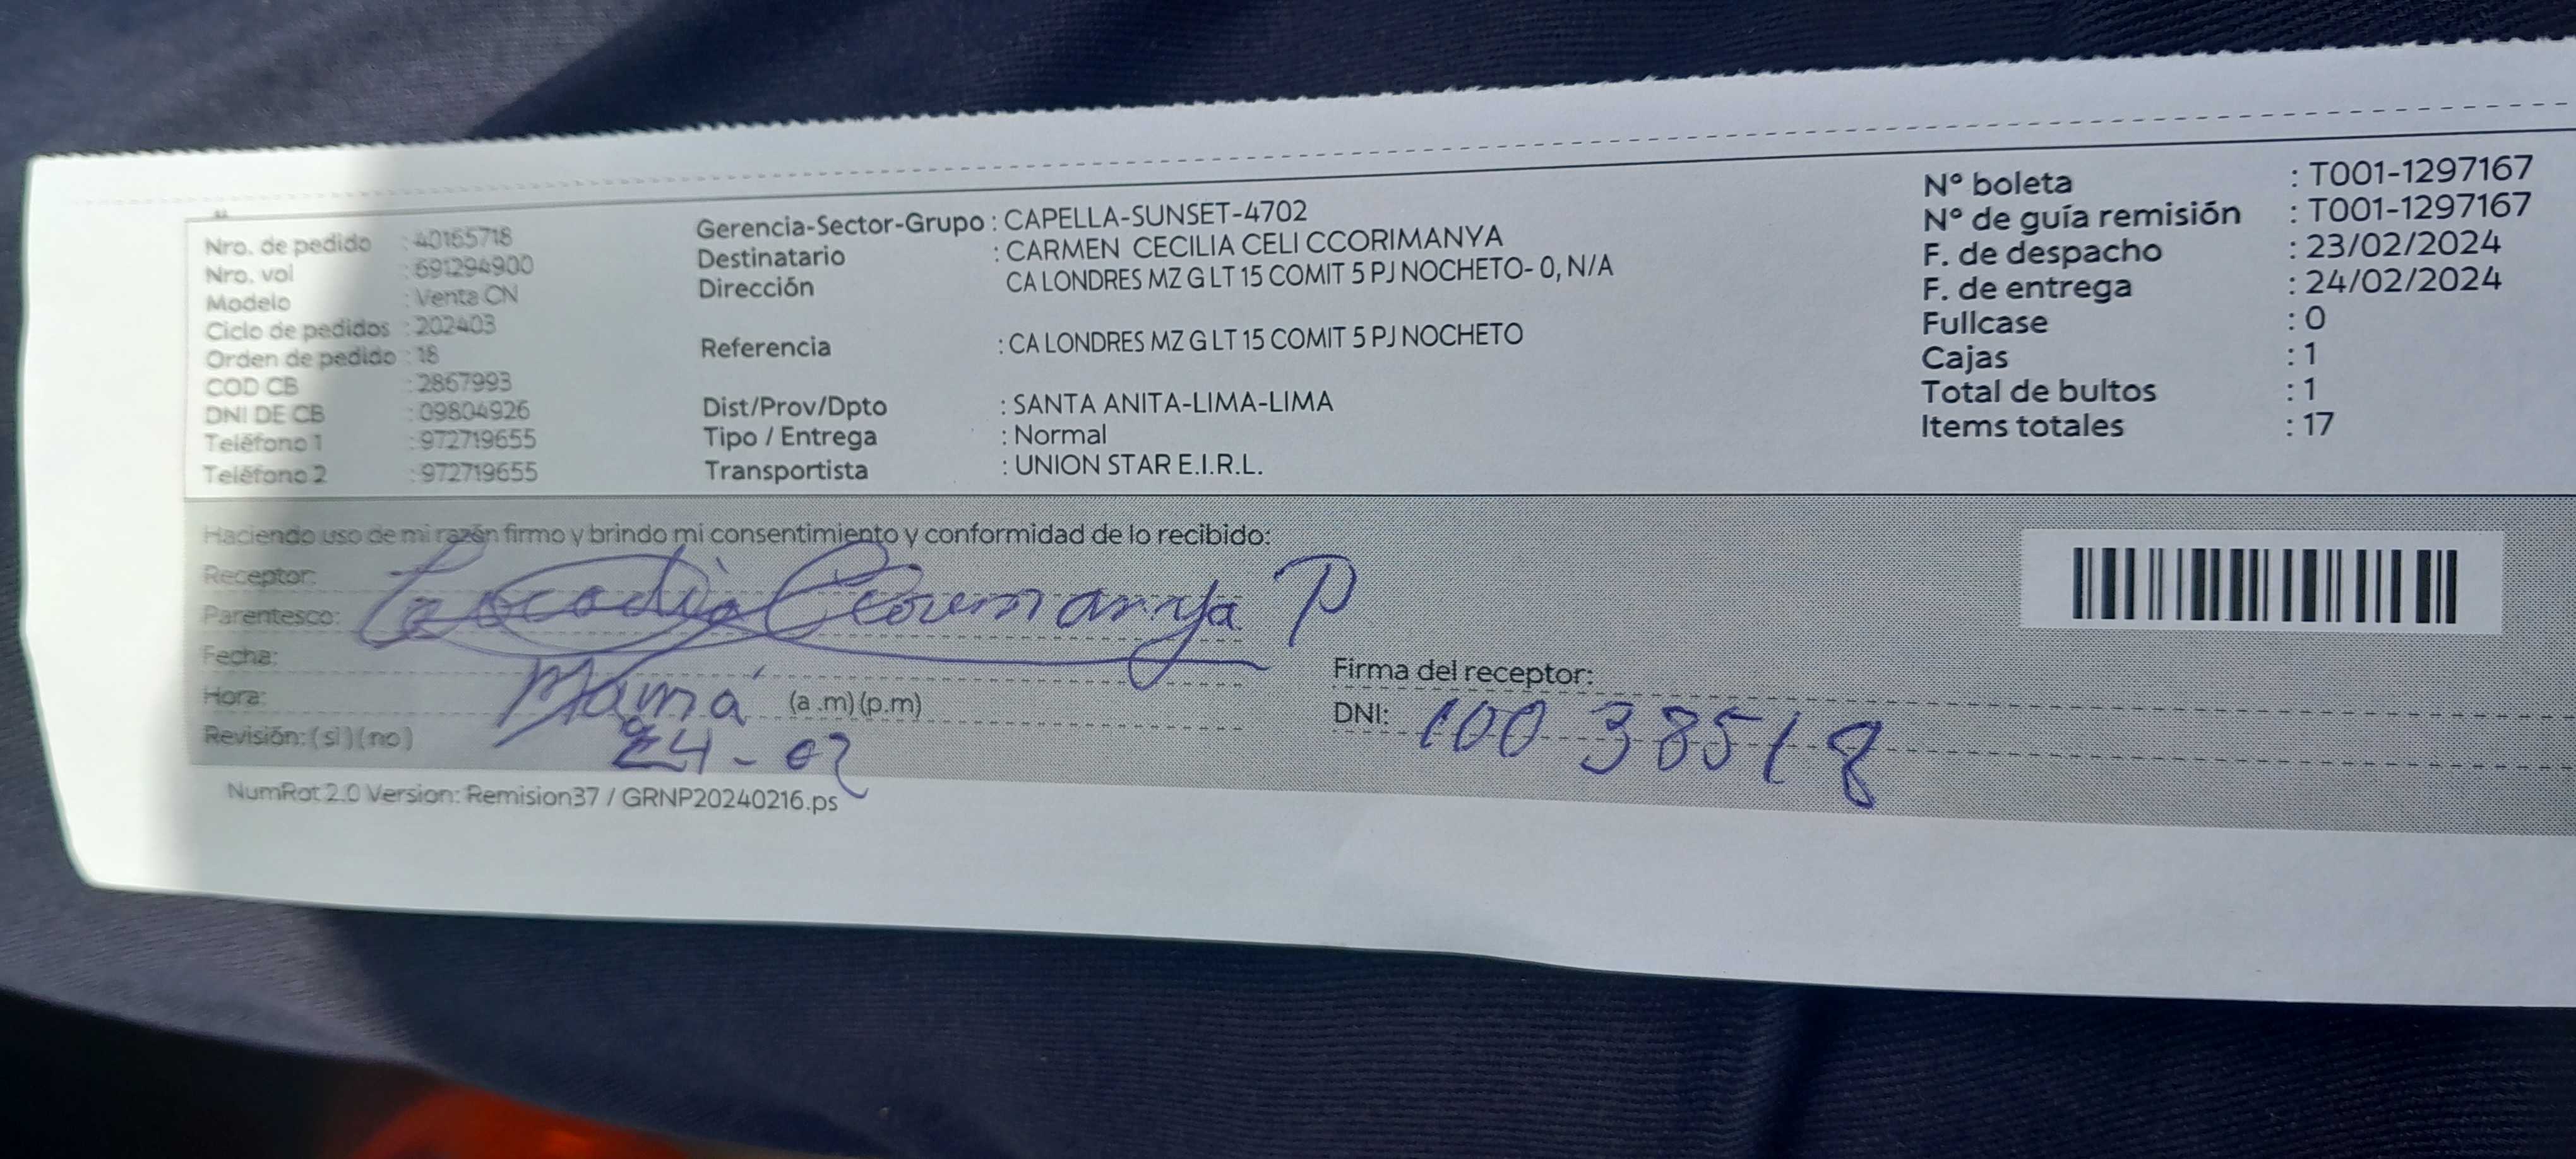 Nro. de pedido : 40165718
Nro. vol : 691294900
Modelo : Venta CN
Ciclo de pedidos : 202403
Orden de pedido : 18
COD CB : 2867993
DNI DE CB : 09804926
Teléfono 1 : 972719655
Teléfono 2 : 972719655
Gerencia-Sector-Grupo : CAPELLA-SUNSET-4702
Destinatario : CARMEN CECILIA CELI CCORIMANYA
Dirección CA LONDRES MZ G LT 15 COMIT 5 PJ NOCHETO- 0, N/A
Referencia : CA LONDRES MZ G LT 15 COMIT 5 PJ NOCHETO
Dist/Prov/Dpto : SANTA ANITA-LIMA-LIMA
Tipo / Entrega : Normal
Transportista : UNION STAR E.I.R.L.
Nº boleta : T001-1297167
Nº de guía remisión : T001-1297167
F. de despacho : 23/02/2024
F. de entrega : 24/02/2024
Fullcase : 0
Cajas : 1
Total de bultos : 1
Items totales : 17
Haciendo uso de mi razón firmo y brindo mi consentimiento y conformidad de lo recibido:
Receptor:
Parentesco: P
Fecha: Mamá
Hora: (a .m) (p.m)
Revisión: ( si ) ( no ) 24-02
Firma del receptor:
DNI: 100 38518
NumRot 2.0 Version: Remision37 / GRNP20240216.ps